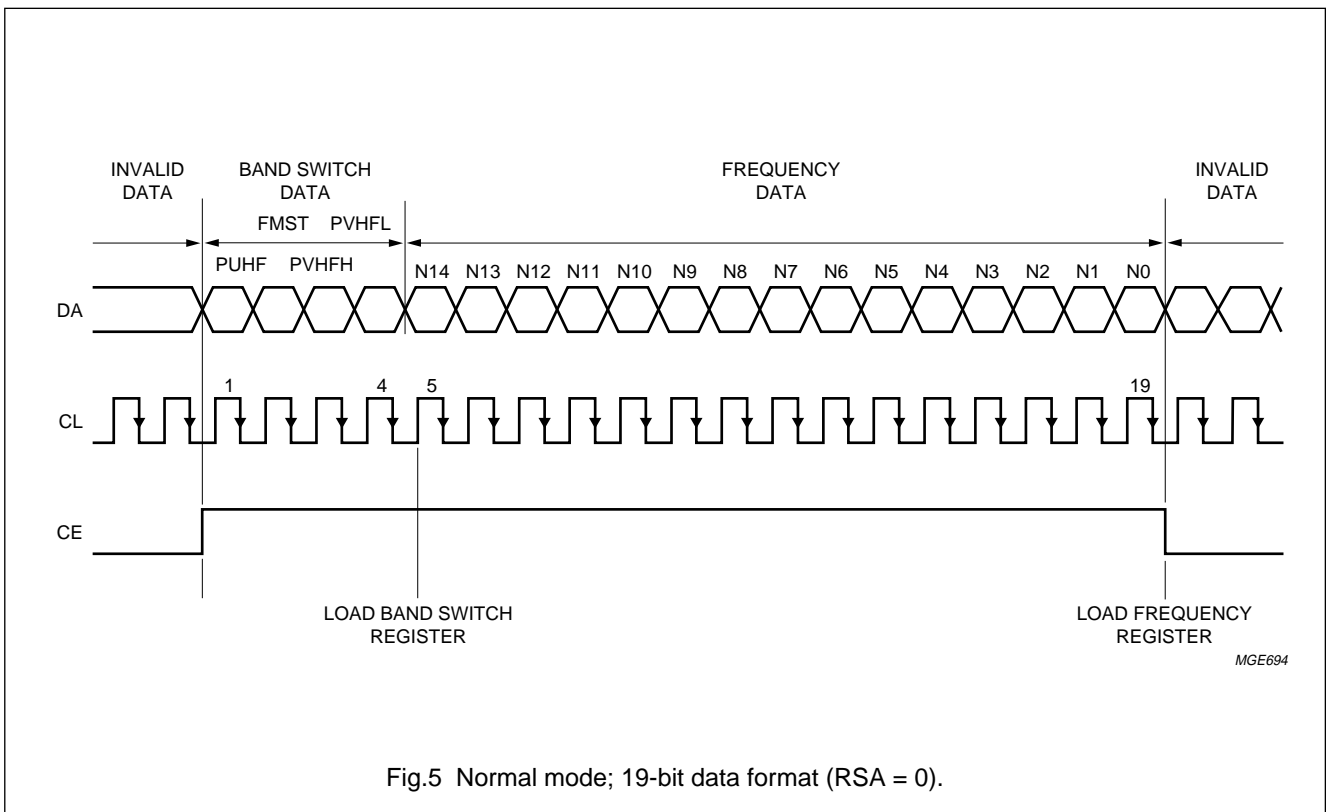 INVALID
DATA
BAND SWITCH
DATA
FREQUENCY
DATA
INVALID
DATA
FMST PVHFL
PUHF PVHFH
N14 N13 N12 N11 N10 N9 N8 N7 N6 N5 N4 N3 N2 N1 N0
DA
1 4 5 19
CL
CE
LOAD BAND SWITCH
REGISTER
LOAD FREQUENCY
REGISTER
MGE694
Fig.5 Normal mode; 19-bit data format (RSA = 0).